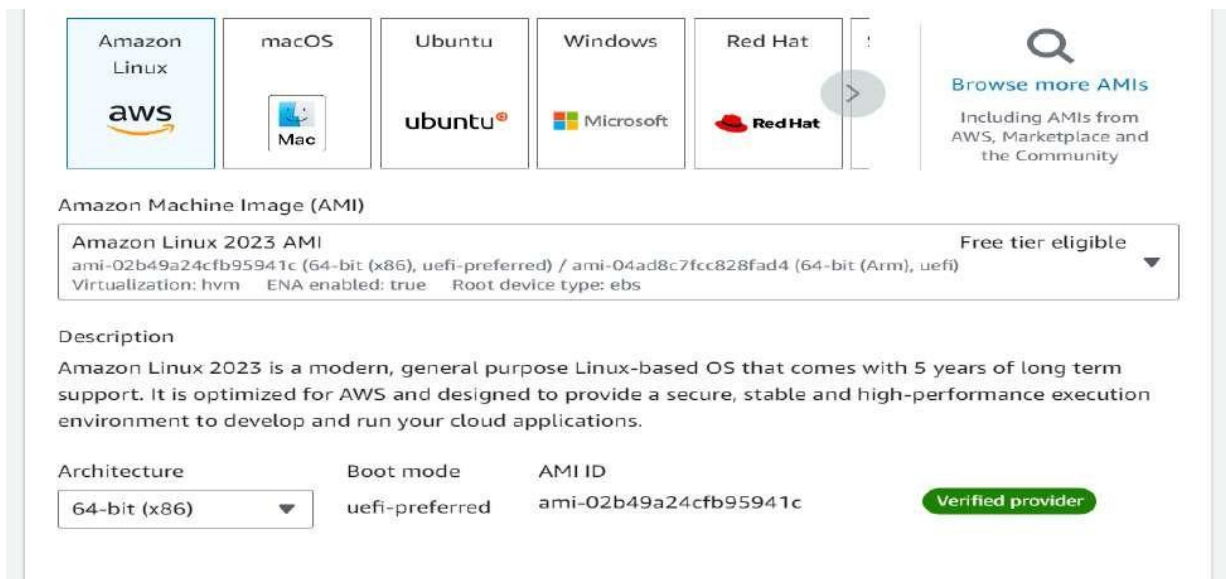 Amazon
Linux
aws
macOS
Mac
Ubuntu
ubuntu
Windows
Microsoft
Red Hat
Red Hat
Browse more AMIs
Including AMIs from
AWS, Marketplace and
the Community
Amazon Machine Image (AMI)
Amazon Linux 2023 AMI
Free tier eligible
ami-02b49a24cfb95941c (64-bit (x86), uefi-preferred) / ami-04ad8c7fcc828fad4 (64-bit (Arm), uefi)
Virtualization: hvm ENA enabled: true Root device type: ebs
Description
Amazon Linux 2023 is a modern, general purpose Linux-based OS that comes with 5 years of long term
support. It is optimized for AWS and designed to provide a secure, stable and high-performance execution
environment to develop and run your cloud applications.
Architecture
Boot mode
AMI ID
64-bit (x86)
uefi-preferred
ami-02b49a24cfb95941c
Verified provider